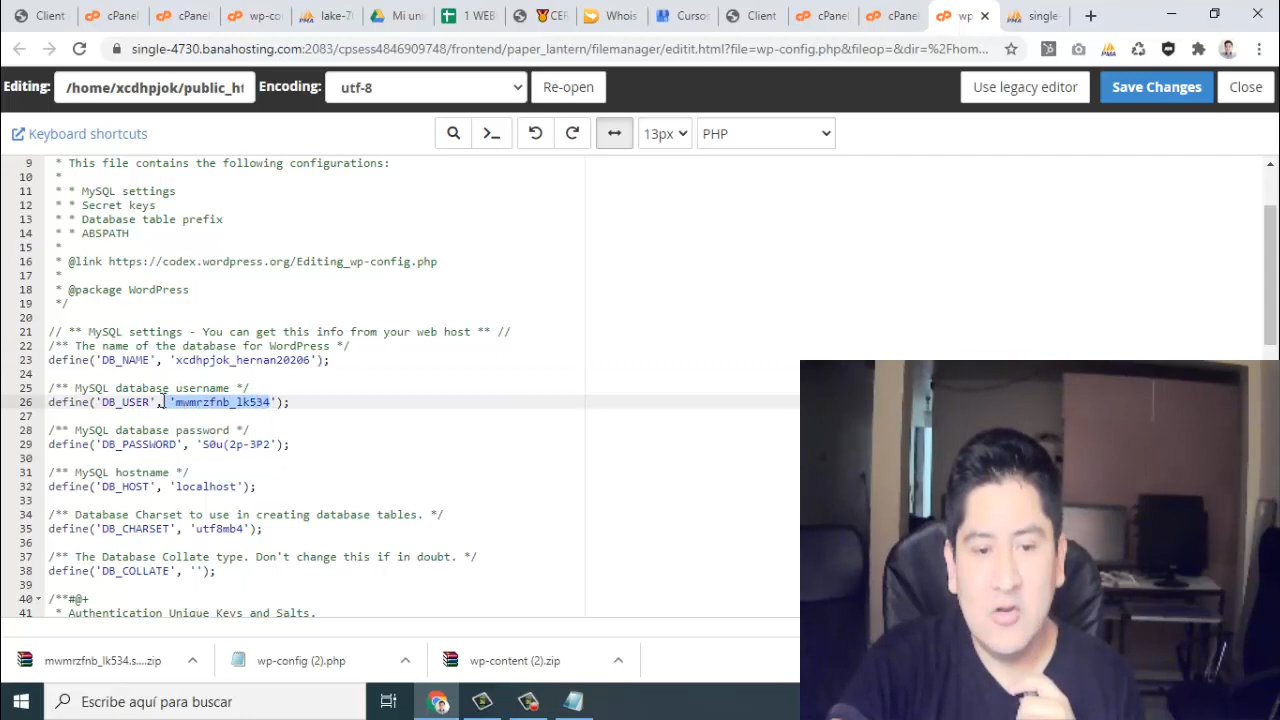 Client
cPanel
cPanel
wp-co
lake-7
Mi uni
1 WEB
CER
Whois
Curso
Client
cPanel
cPanel
wp
single-
single-4730.banahosting.com:2083/cpsess4846909748/frontend/paper_lantern/filemanager/editit.html?file=wp-config.php&fileop=&dir=%2Fhom...
Editing: /home/xcdhpjok/public_ht Encoding: utf-8 Re-open Use legacy editor Save Changes Close
Keyboard shortcuts 13px PHP
9 * This file contains the following configurations:
10 *
11 * * MySQL settings
12 * * Secret keys
13 * * Database table prefix
14 * * ABSPATH
15 *
16 * @link https://codex.wordpress.org/Editing_wp-config.php
17 *
18 * @package WordPress
19 */
20
21 // ** MySQL settings - You can get this info from your web host ** //
22 /** The name of the database for WordPress */
23 define('DB_NAME', 'xcdhpjok_hernan20206');
24
25 /** MySQL database username */
26 define('DB_USER', 'mwmrzfnb_lk534');
27
28 /** MySQL database password */
29 define('DB_PASSWORD', 'S0u(2p-3P2');
30
31 /** MySQL hostname */
32 define('DB_HOST', 'localhost');
33
34 /** Database Charset to use in creating database tables. */
35 define('DB_CHARSET', 'utf8mb4');
36
37 /** The Database Collate type. Don't change this if in doubt. */
38 define('DB_COLLATE', '');
39
40 /**#@+
41 * Authentication Unique Keys and Salts.
mwmrzfnb_lk534.s....zip wp-config (2).php wp-content (2).zip
Escribe aquí para buscar